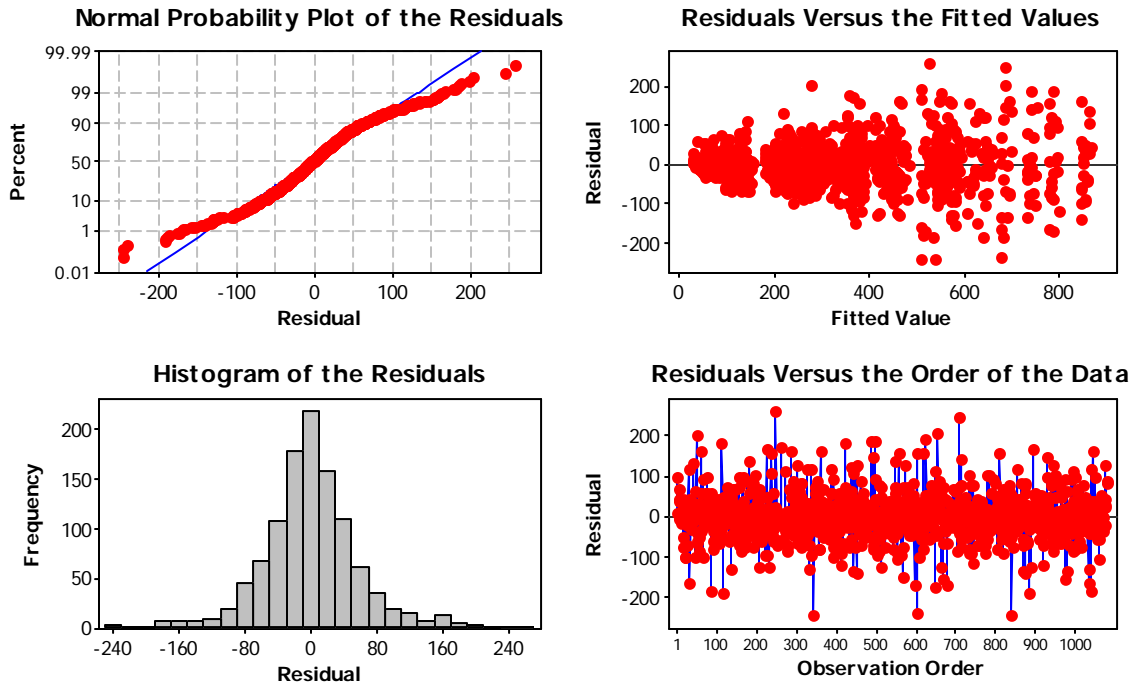 Normal Probability Plot of the Residuals
99.99
99
90
50
10
1
0.01
Percent
-200 -100 0 100 200
Residual
Residuals Versus the Fitted Values
200
100
0
-100
-200
Residual
0 200 400 600 800
Fitted Value
Histogram of the Residuals
200
150
100
50
0
Frequency
-240 -160 -80 0 80 160 240
Residual
Residuals Versus the Order of the Data
200
100
0
-100
-200
Residual
1 100 200 300 400 500 600 700 800 900 1000
Observation Order